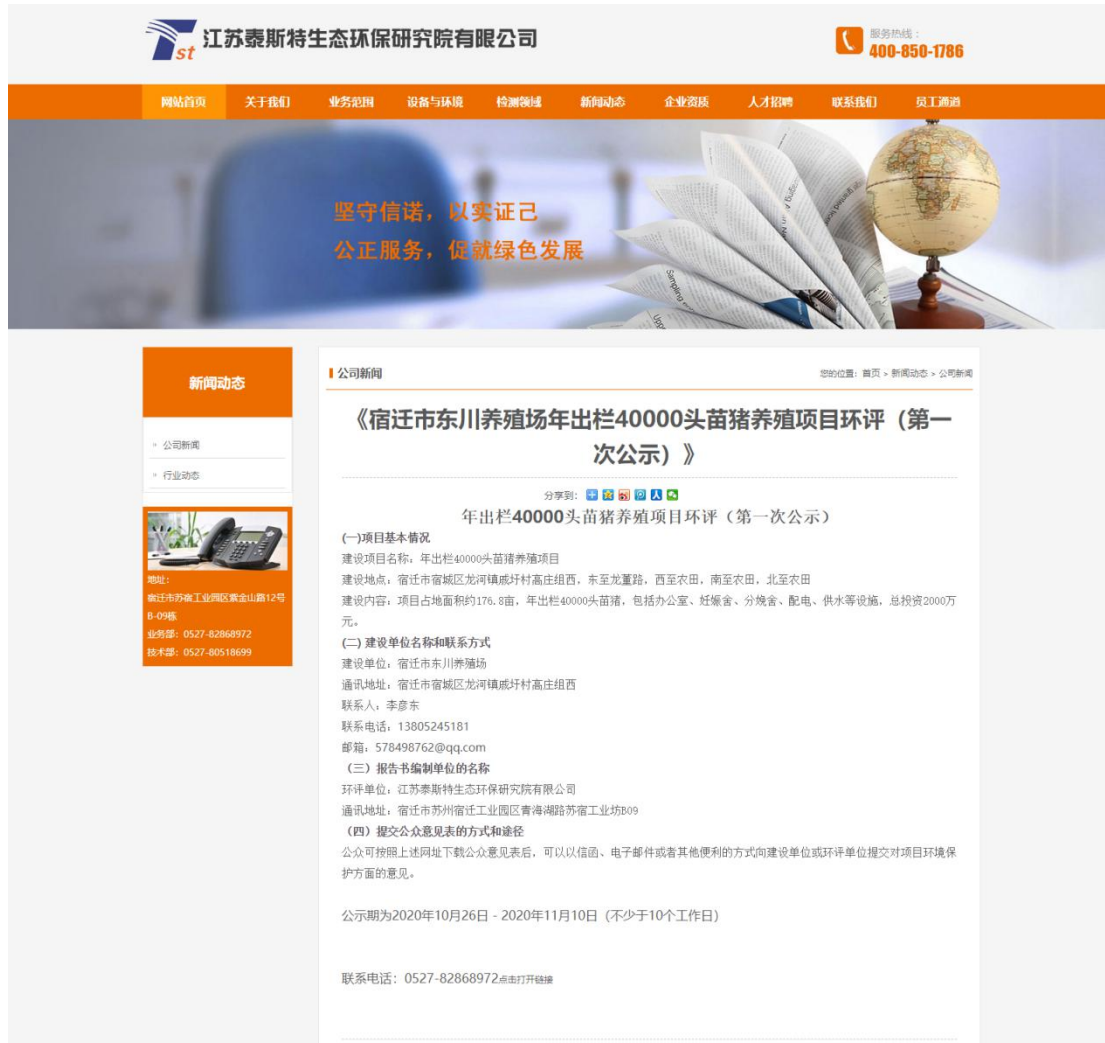 Tst 江苏泰斯特生态环保研究院有限公司
服务热线：
400-850-1786
网站首页 关于我们 业务范围 设备与环境 检测领域 新闻动态 企业资质 人才招聘 联系我们 员工通道
坚守信诺，以实证己
公正服务，促就绿色发展
新闻动态
公司新闻
行业动态
地址：
宿迁市苏宿工业园区紫金山路12号
B-09栋
业务部：0527-82868972
技术部：0527-80518699
公司新闻
您的位置：首页 > 新闻动态 > 公司新闻
《宿迁市东川养殖场年出栏40000头苗猪养殖项目环评（第一
次公示）》
分享到：
年出栏40000头苗猪养殖项目环评（第一次公示）
(一)项目基本情况
建设项目名称：年出栏40000头苗猪养殖项目
建设地点：宿迁市宿城区龙河镇戚圩村高庄组西，东至龙薑路，西至农田，南至农田，北至农田
建设内容：项目占地面积约176.8亩，年出栏40000头苗猪，包括办公室、妊娠舍、分娩舍、配电、供水等设施，总投资2000万
元。
(二) 建设单位名称和联系方式
建设单位：宿迁市东川养殖场
通讯地址：宿迁市宿城区龙河镇戚圩村高庄组西
联系人：李彦东
联系电话：13805245181
邮箱：578498762@qq.com
（三）报告书编制单位的名称
环评单位：江苏泰斯特生态环保研究院有限公司
通讯地址：宿迁市苏州宿迁工业园区青海湖路苏宿工业坊B09
（四）提交公众意见表的方式和途径
公众可按照上述网址下载公众意见表后，可以以信函、电子邮件或者其他便利的方式向建设单位或环评单位提交对项目环境保
护方面的意见。
公示期为2020年10月26日 - 2020年11月10日（不少于10个工作日）
联系电话：0527-82868972点击打开链接